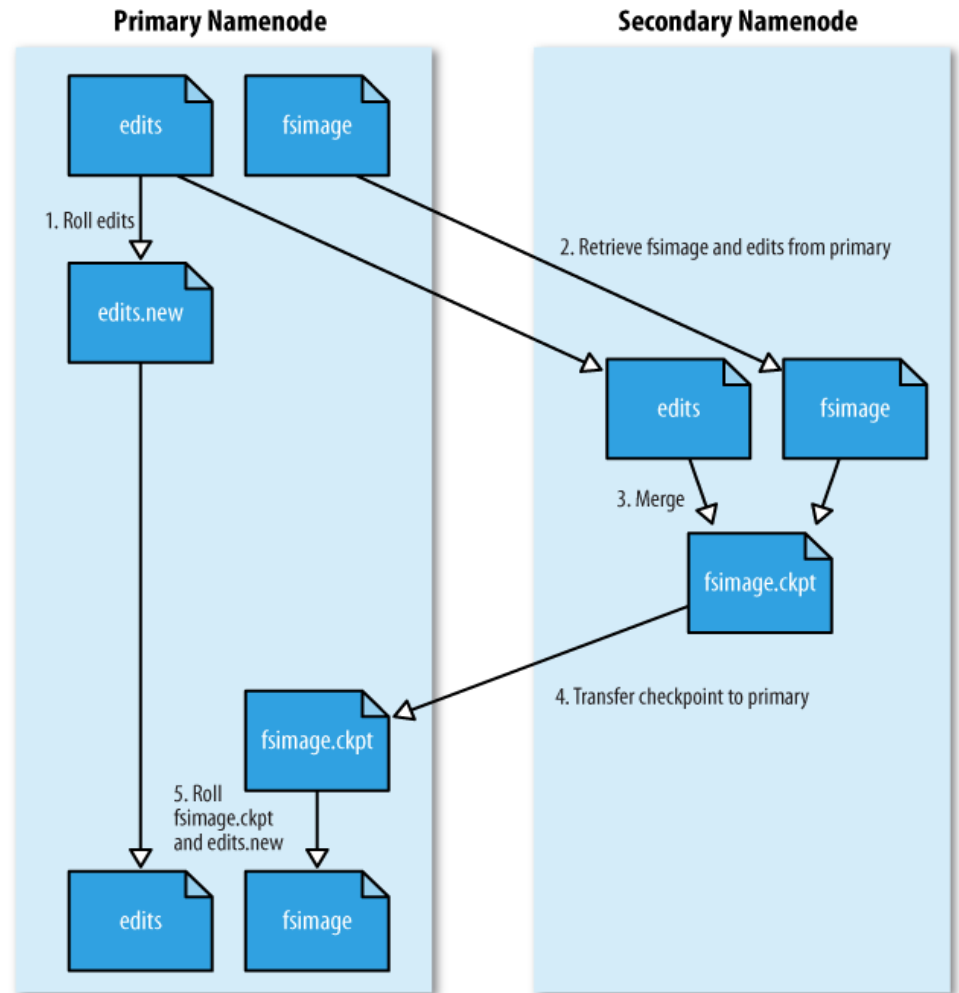 Primary Namenode
Secondary Namenode
edits
fsimage
1. Roll edits
2. Retrieve fsimage and edits from primary
edits.new
edits
fsimage
3. Merge
fsimage.ckpt
4. Transfer checkpoint to primary
fsimage.ckpt
5. Roll
fsimage.ckpt
and edits.new
edits
fsimage